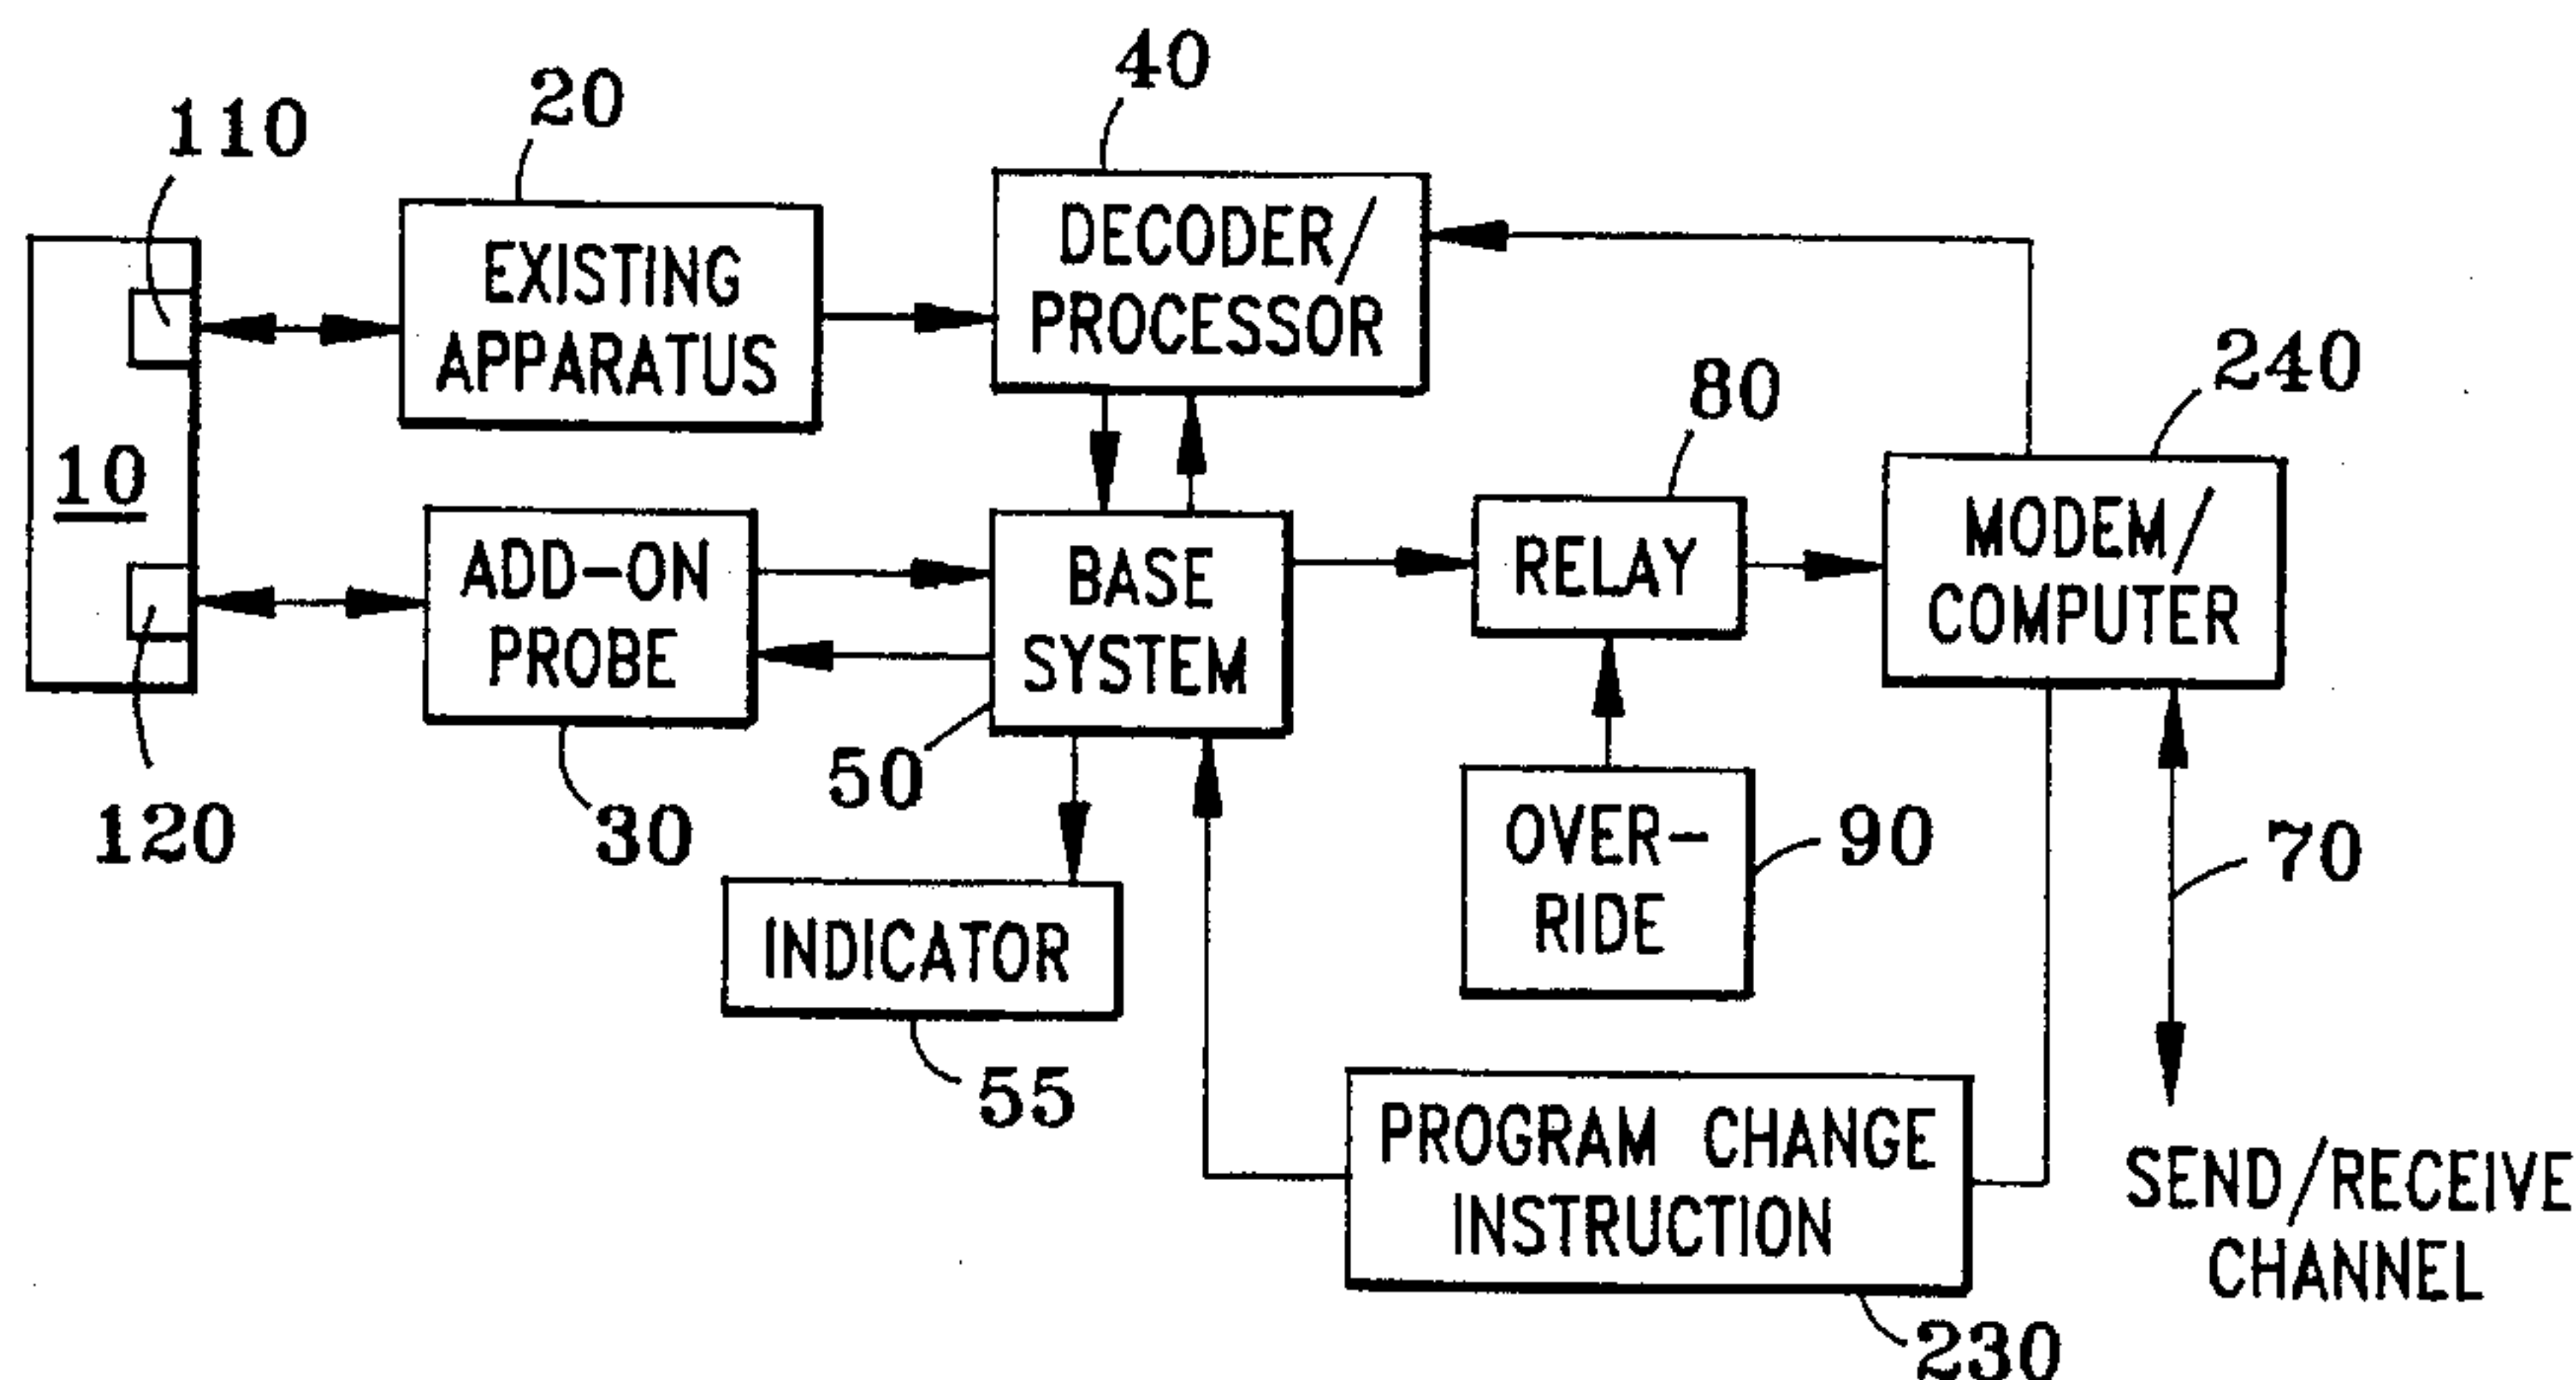 40
20
110
DECODER/
PROCESSOR
EXISTING
APPARATUS
240
80
10
ADD-ON
PROBE
BASE
SYSTEM
RELAY
MODEM/
COMPUTER
50
120
30
OVER-
RIDE
90
70
INDICATOR
55
PROGRAM CHANGE
INSTRUCTION
SEND/RECEIVE
CHANNEL
230